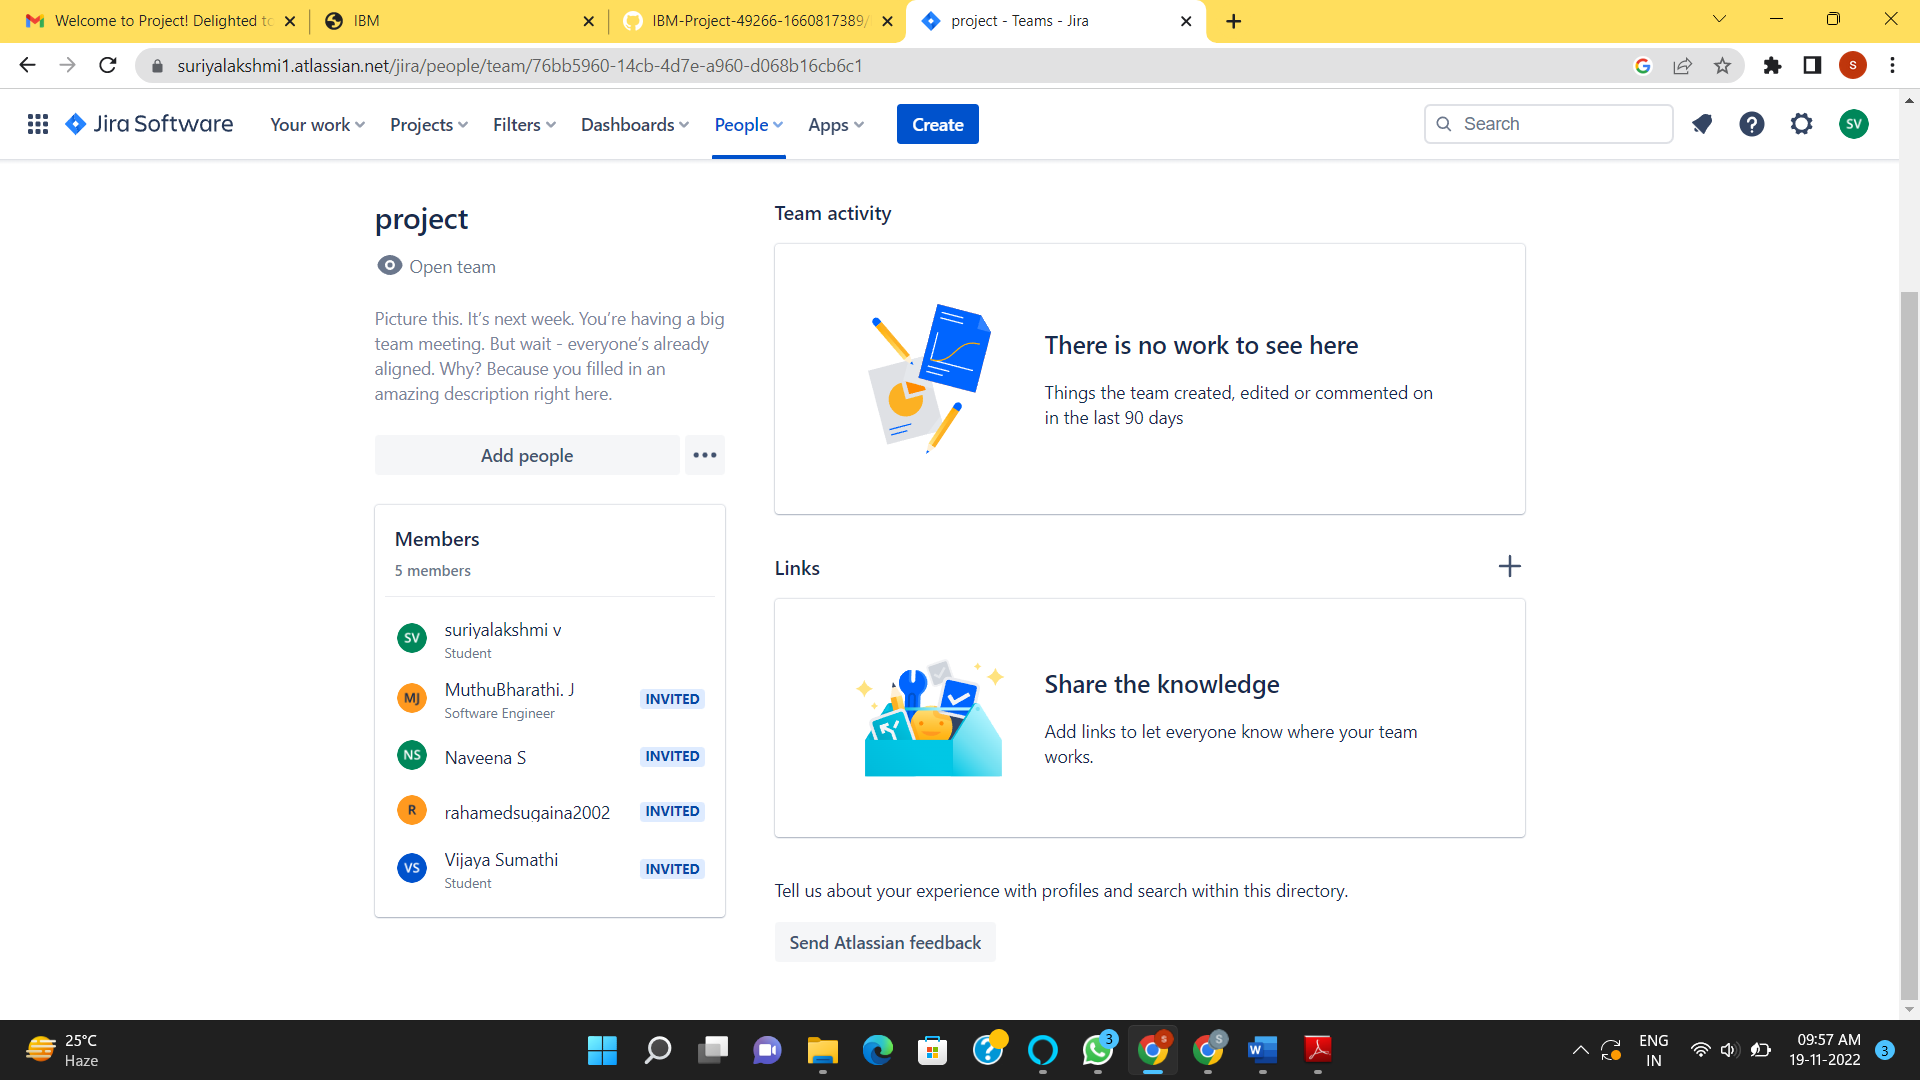 Welcome to Project! Delighted to
IBM
IBM-Project-49266-1660817389/
project - Teams - Jira
suriyalakshmi1.atlassian.net/jira/people/team/76bb5960-14cb-4d7e-a960-d068b16cb6c1
S
Jira Software
Your work
Projects
Filters
Dashboards
People
Apps
Create
Search
SV
project
Open team
Picture this. It's next week. You're having a big
team meeting. But wait - everyone's already
aligned. Why? Because you filled in an
amazing description right here.
Add people
Members
5 members
SV
suriyalakshmi v
Student
MJ
MuthuBharathi. J
Software Engineer
INVITED
NS
Naveena S
INVITED
R
rahamedsugaina2002
INVITED
VS
Vijaya Sumathi
Student
INVITED
Team activity
There is no work to see here
Things the team created, edited or commented on
in the last 90 days
Links
Share the knowledge
Add links to let everyone know where your team
works.
Tell us about your experience with profiles and search within this directory.
Send Atlassian feedback
25°C
Haze
3
S
S
W
ENG
IN
09:57 AM
19-11-2022
3